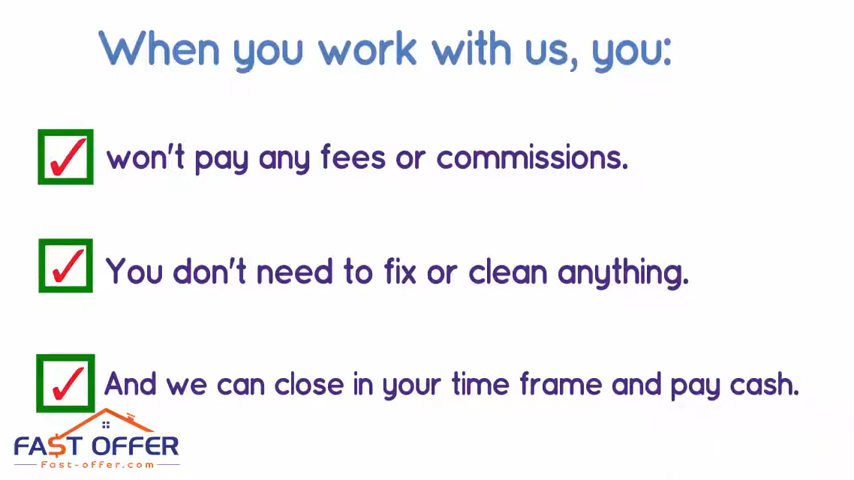 When you work with us, you:
won't pay any fees or commissions.
You don't need to fix or clean anything.
And we can close in your time frame and pay cash.
FA$T OFFER
Fast-offer.com